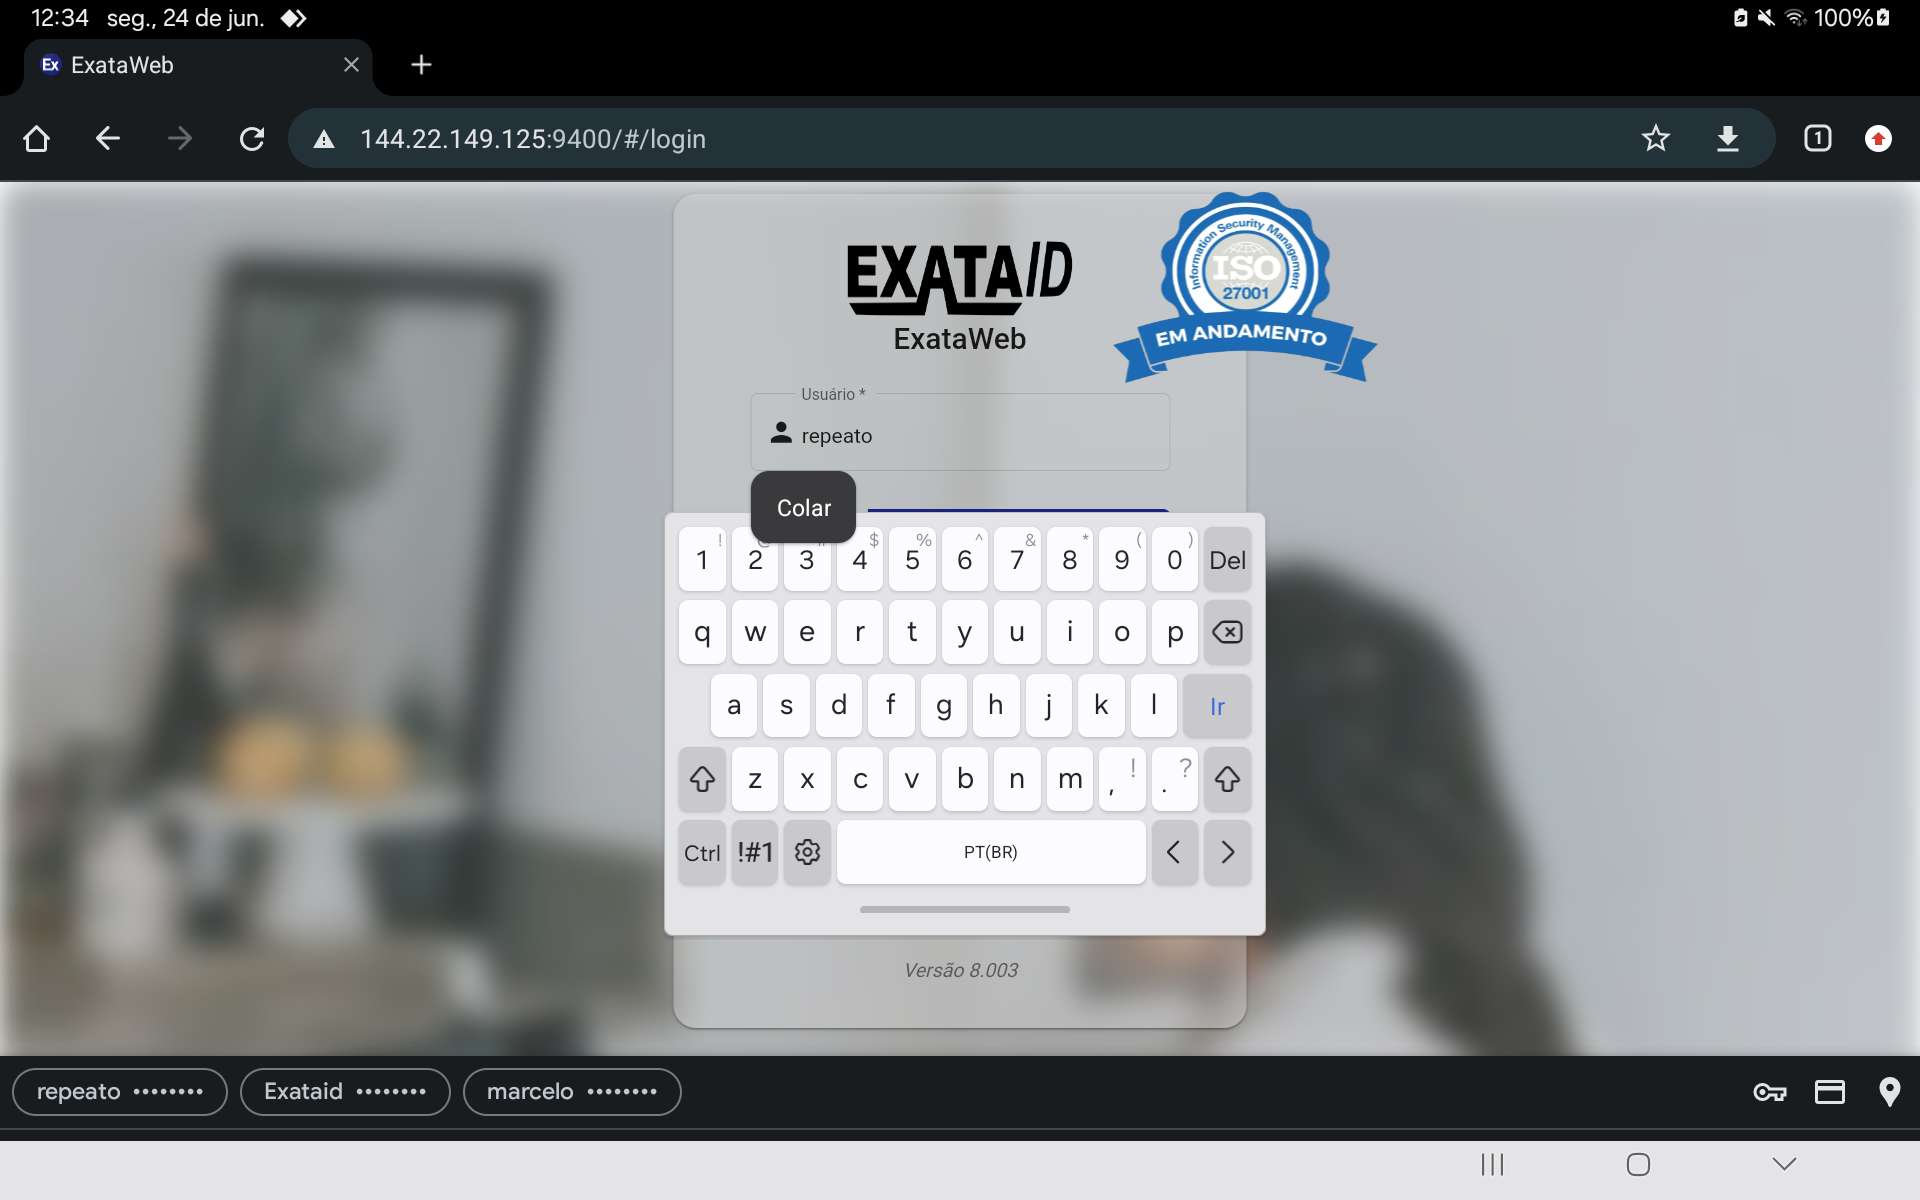 12:34 seg., 24 de jun. 100%
Ex ExataWeb
144.22.149.125:9400/#/login 1
EXATAID
ExataWeb
Information Security Management
ISO
27001
EM ANDAMENTO
Usuário *
repeato
Colar
! $ % ^ & * ( )
1 2 3 4 5 6 7 8 9 0 Del
q w e r t y u i o p
a s d f g h j k l Ir
z x c v b n m , ! . ?
Ctrl !#1 PT(BR) < >
Versão 8.003
repeato •••••••• Exataid •••••••• marcelo ••••••••